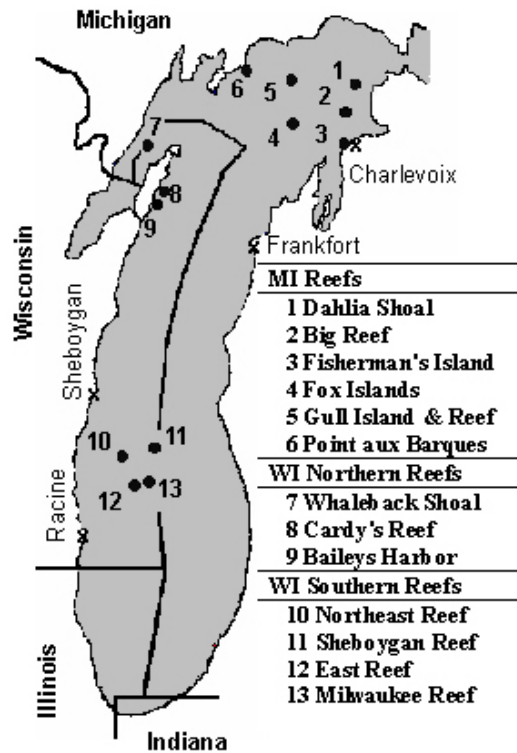 Michigan
1
6
5
2
7
4
3
Charlevoix
8
9
Frankfort
Wisconsin
MI Reefs
1 Dahlia Shoal
2 Big Reef
3 Fisherman's Island
Sheboygan
4 Fox Islands
5 Gull Island & Reef
6 Point aux Barques
10
11
WI Northern Reefs
12
13
7 Whaleback Shoal
Racine
8 Cardy's Reef
9 Baileys Harbor
WI Southern Reefs
10 Northeast Reef
11 Sheboygan Reef
Illinois
12 East Reef
13 Milwaukee Reef
Indiana